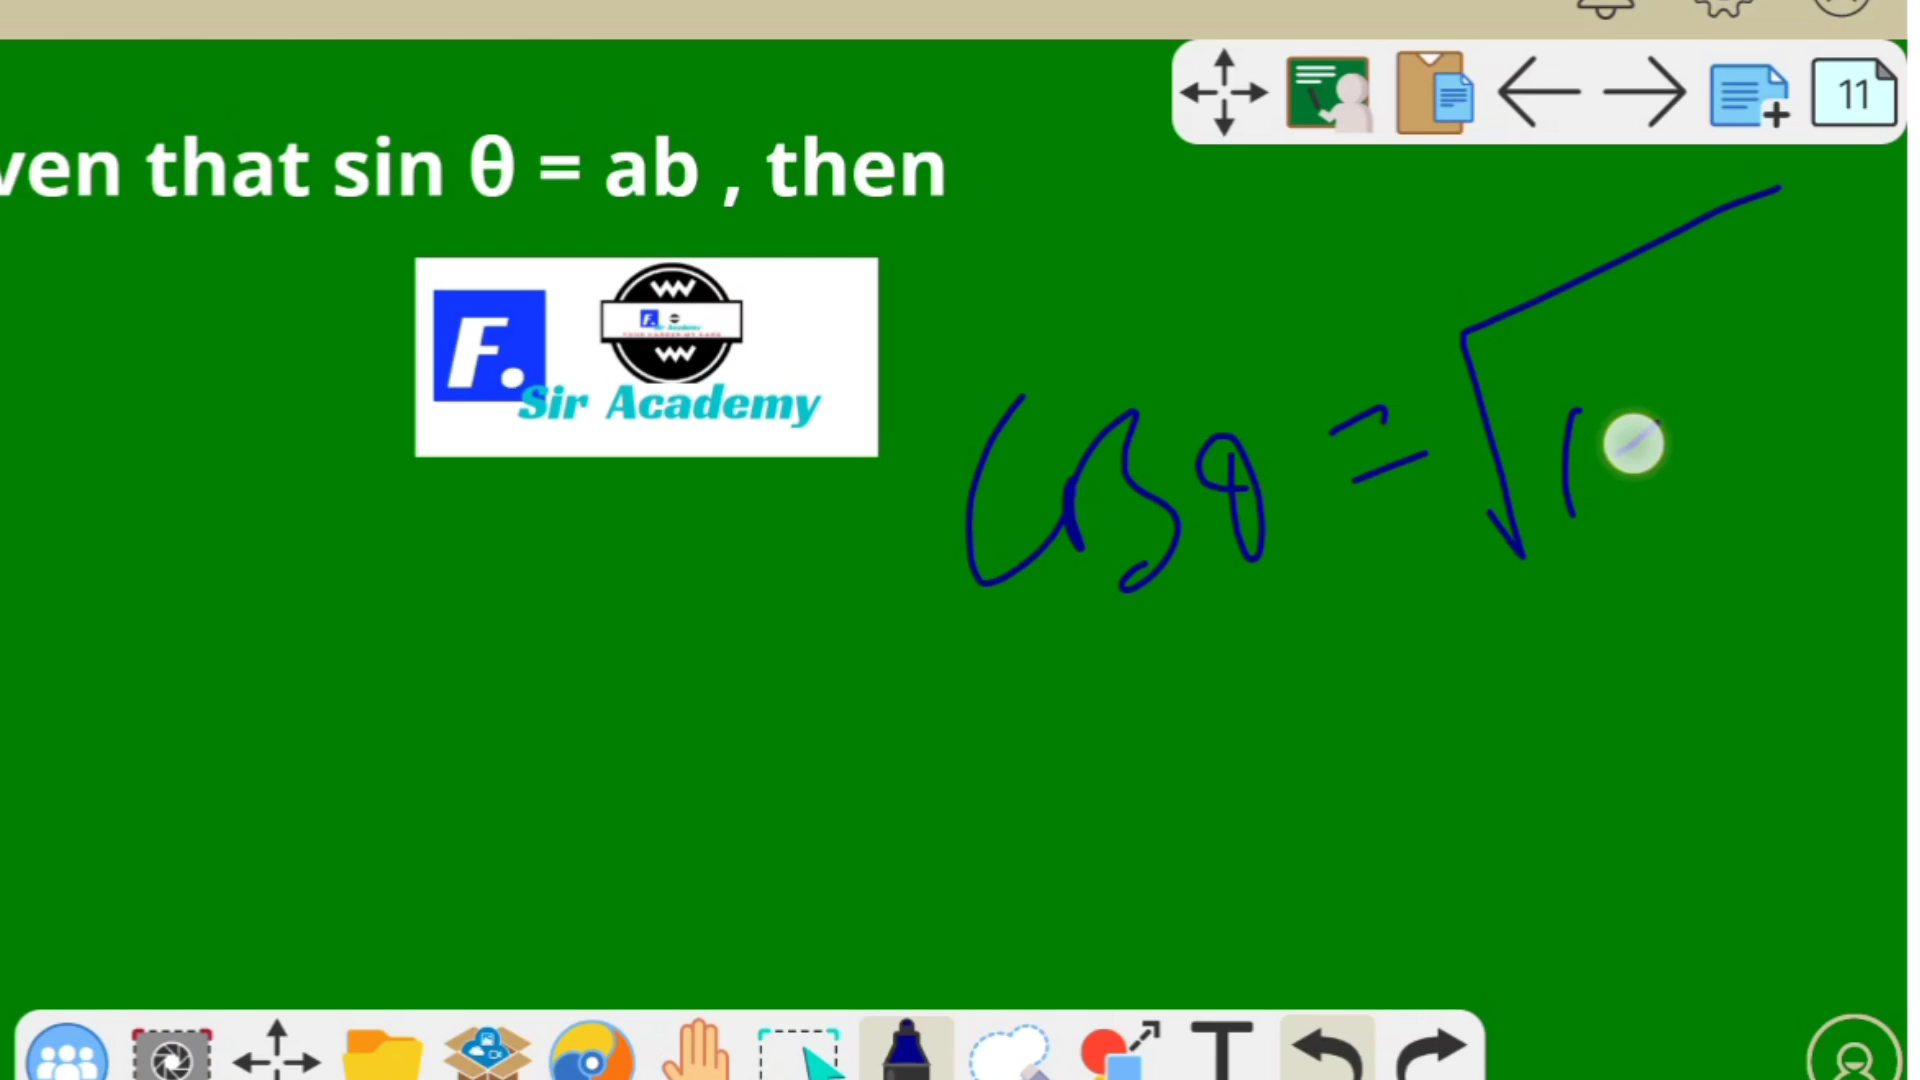 ven that sin θ = ab , then
11
F.
Sir Academy
Cosθ = √1
T